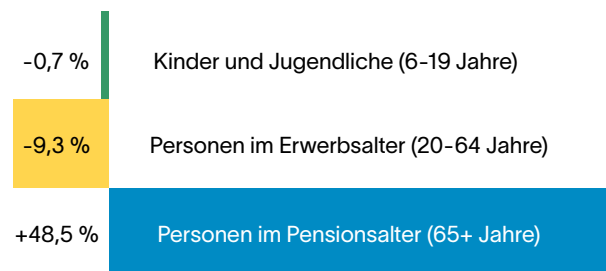 -0,7 % Kinder und Jugendliche (6-19 Jahre)
-9,3 % Personen im Erwerbsalter (20-64 Jahre)
+48,5 % Personen im Pensionsalter (65+ Jahre)